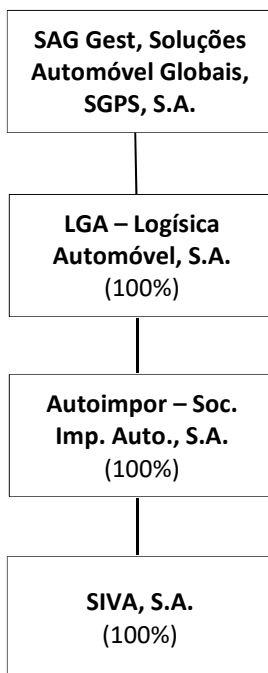 SAG Gest, Soluções
Automóvel Globais,
SGPS, S.A.
LGA – Logísica
Automóvel, S.A.
(100%)
Autoimpor – Soc.
Imp. Auto., S.A.
(100%)
SIVA, S.A.
(100%)